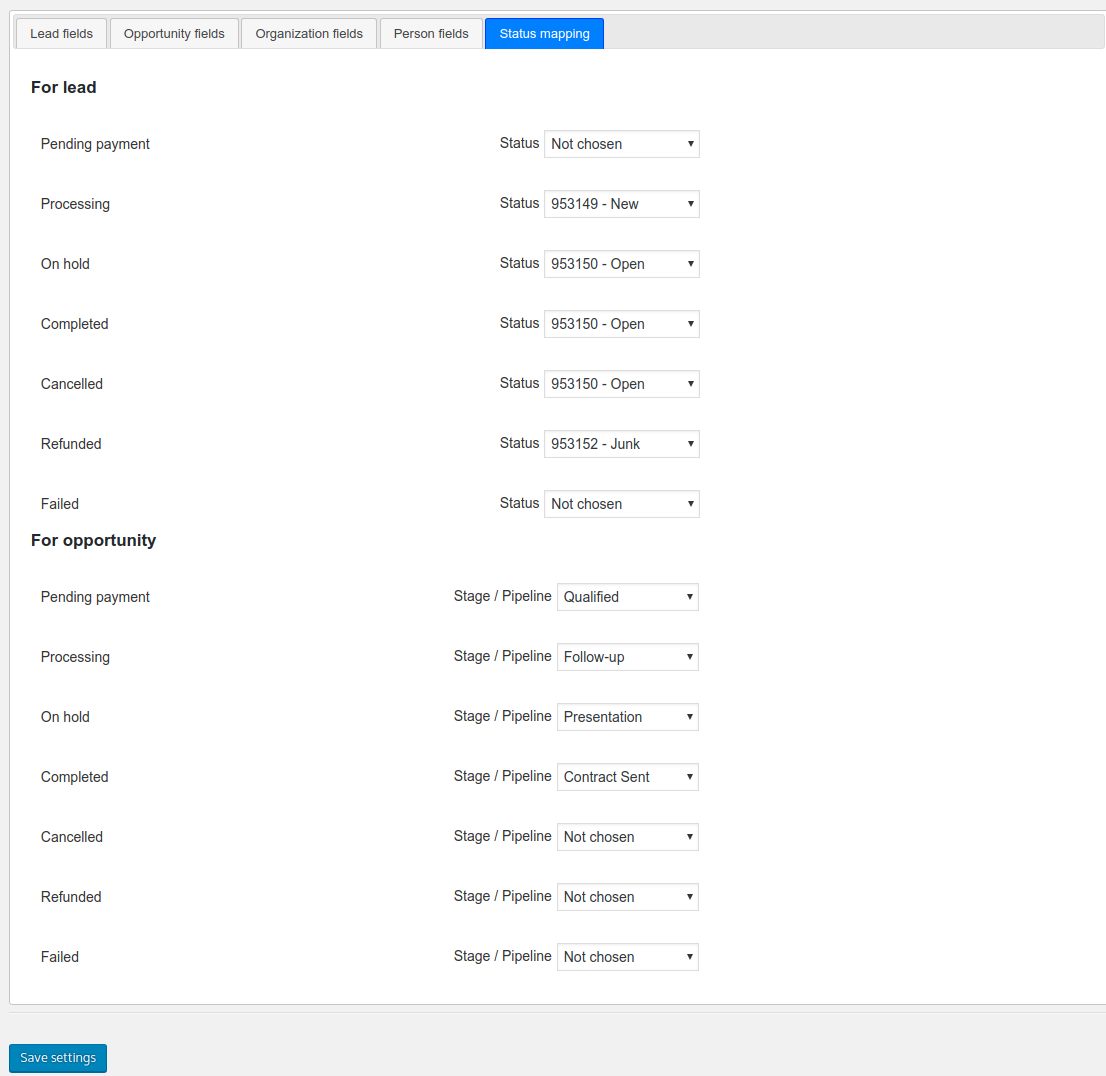 Lead fields Opportunity fields Organization fields Person fields Status mapping
For lead
Pending payment Status Not chosen
Processing Status 953149 - New
On hold Status 953150 - Open
Completed Status 953150 - Open
Cancelled Status 953150 - Open
Refunded Status 953152 - Junk
Failed Status Not chosen
For opportunity
Pending payment Stage / Pipeline Qualified
Processing Stage / Pipeline Follow-up
On hold Stage / Pipeline Presentation
Completed Stage / Pipeline Contract Sent
Cancelled Stage / Pipeline Not chosen
Refunded Stage / Pipeline Not chosen
Failed Stage / Pipeline Not chosen
Save settings